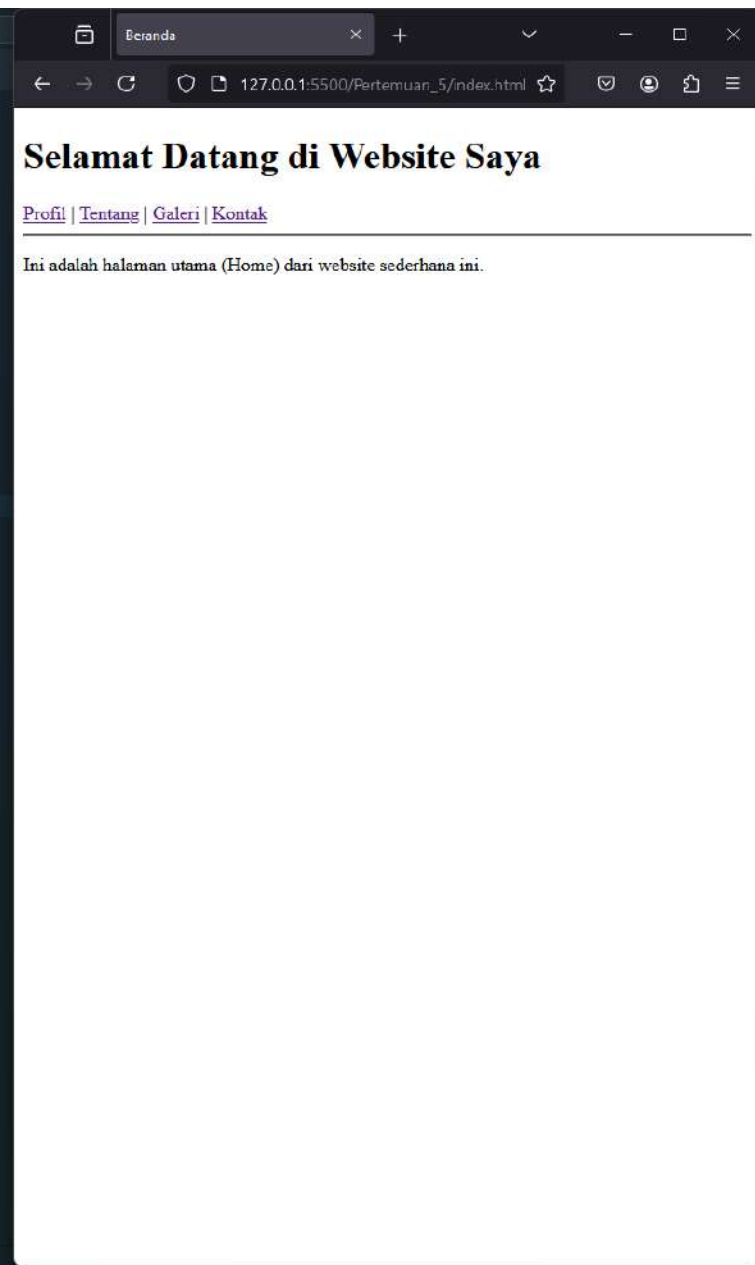 Beranda
127.0.0.1:5500/Pertemuan_5/index.html
Selamat Datang di Website Saya
Profil | Tentang | Galeri | Kontak
Ini adalah halaman utama (Home) dari website sederhana ini.